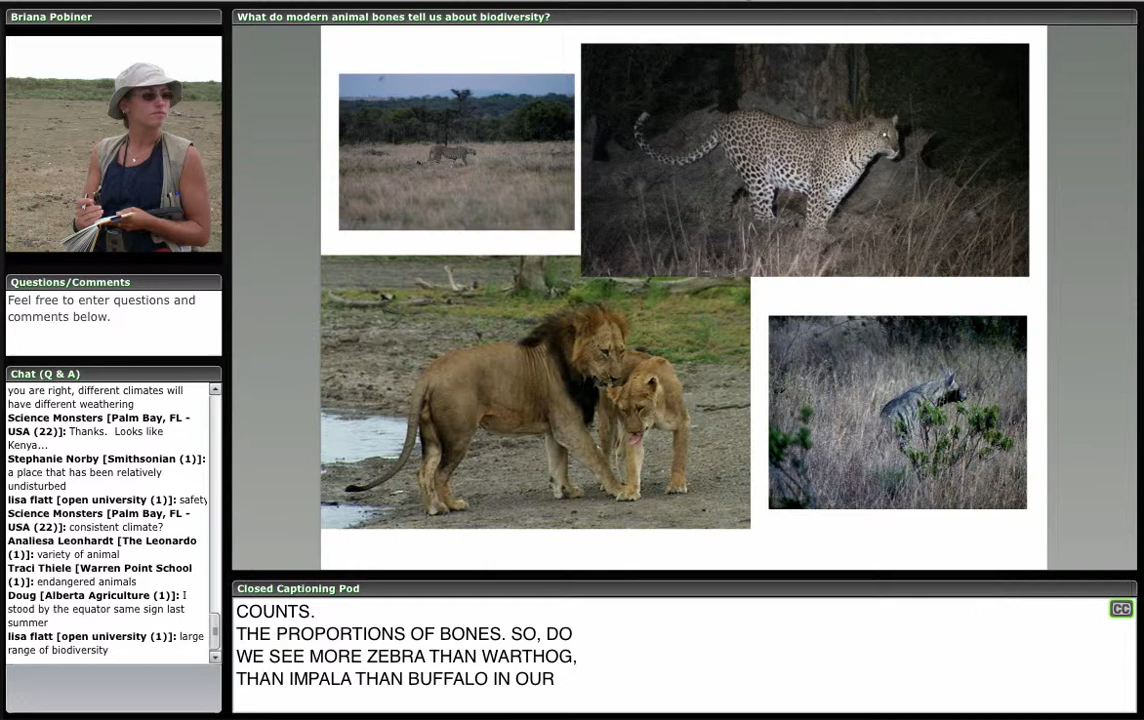 Briana Pobiner
What do modern animal bones tell us about biodiversity?
Questions/Comments
Feel free to enter questions and
comments below.
Chat (Q & A)
you are right, different climates will
have different weathering
Science Monsters [Palm Bay, FL -
USA (22)]: Thanks.  Looks like
Kenya...
Stephanie Norby [Smithsonian (1)]:
a place that has been relatively
undisturbed
lisa flatt [open university (1)]: safety
Science Monsters [Palm Bay, FL -
USA (22)]: consistent climate?
Analiesa Leonhardt [The Leonardo
(1)]: variety of animal
Traci Thiele [Warren Point School
(1)]: endangered animals
Doug [Alberta Agriculture (1)]: I
stood by the equator same sign last
summer
lisa flatt [open university (1)]: large
range of biodiversity
Closed Captioning Pod
CC
COUNTS.
THE PROPORTIONS OF BONES. SO, DO
WE SEE MORE ZEBRA THAN WARTHOG,
THAN IMPALA THAN BUFFALO IN OUR